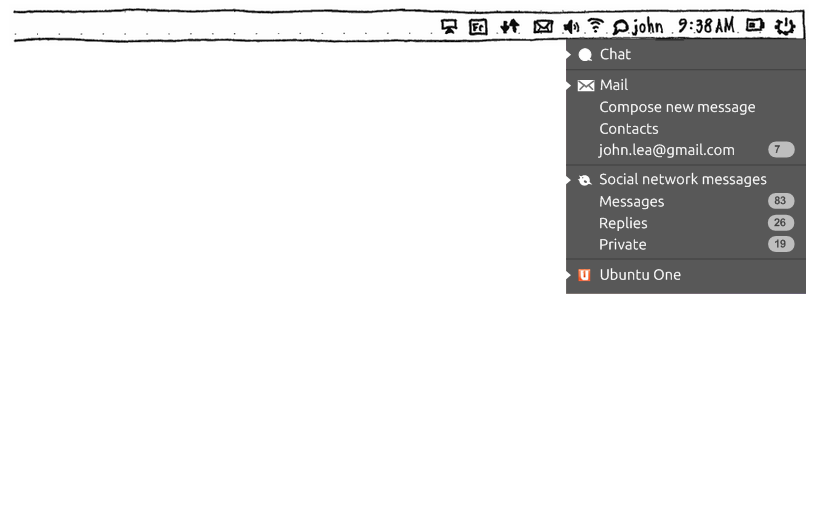 Fc john 9:38 AM
Chat
Mail
Compose new message
Contacts
john.lea@gmail.com 7
Social network messages
Messages 83
Replies 26
Private 19
u Ubuntu One